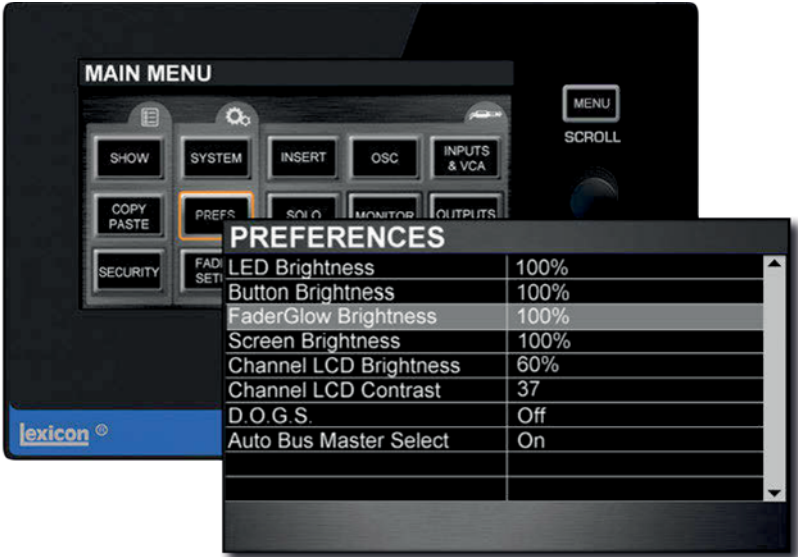 MAIN MENU
MENU
SCROLL
SHOW
SYSTEM
INSERT
OSC
INPUTS
& VCA
COPY
PASTE
PREFS
SOLO
MONITOR
OUTPUTS
SECURITY
lexicon ®
PREFERENCES
LED Brightness 100%
Button Brightness 100%
FaderGlow Brightness 100%
Screen Brightness 100%
Channel LCD Brightness 60%
Channel LCD Contrast 37
D.O.G.S. Off
Auto Bus Master Select On